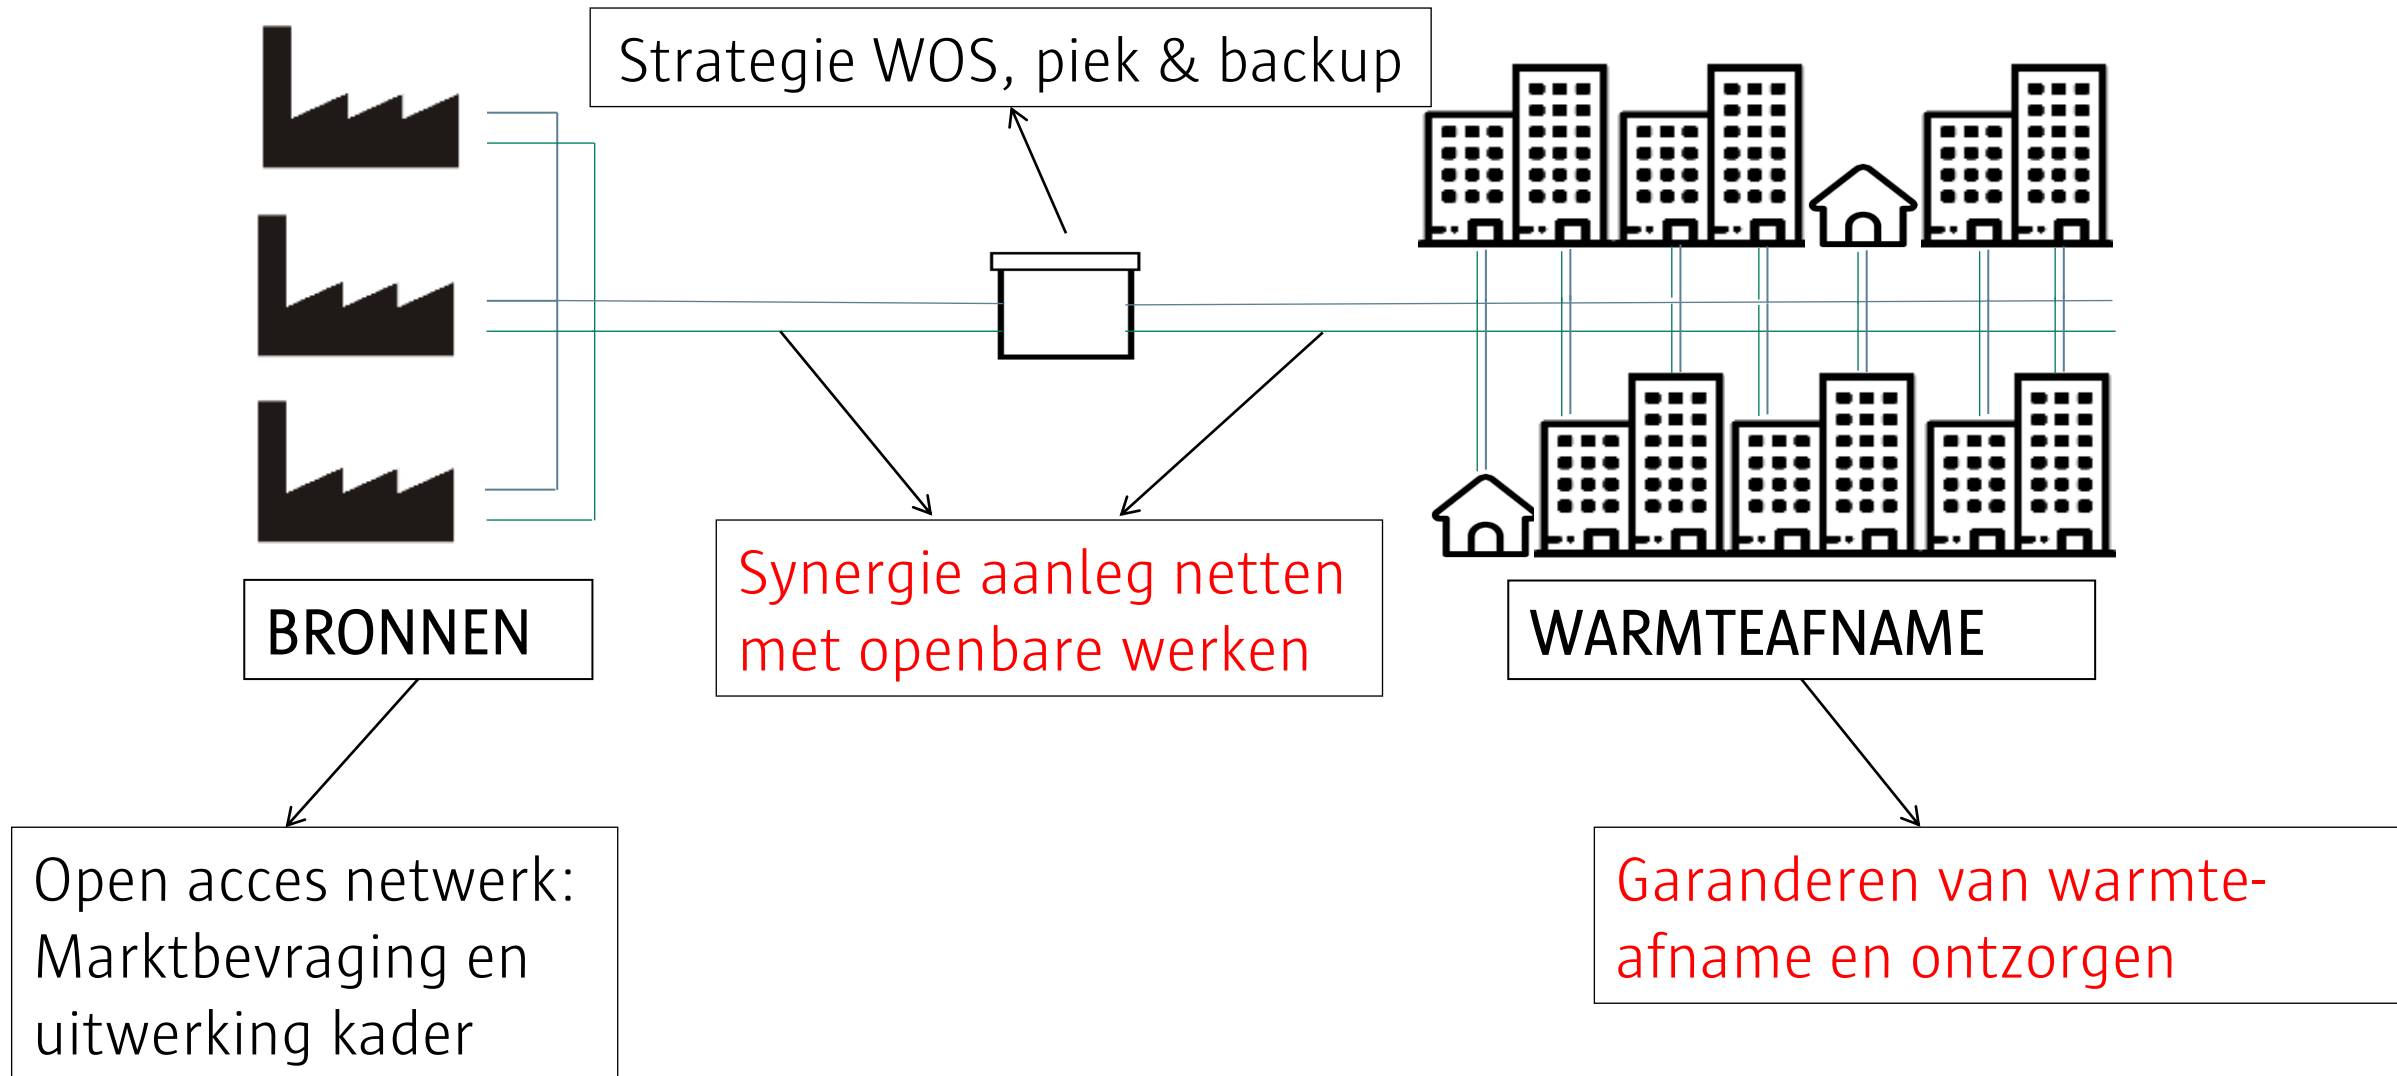 Strategie WOS, piek & backup
Synergie aanleg netten
met openbare werken
BRONNEN
WARMTEAFNAME
Open acces netwerk:
Marktbevraging en
uitwerking kader
Garanderen van warmte-
afname en ontzorgen